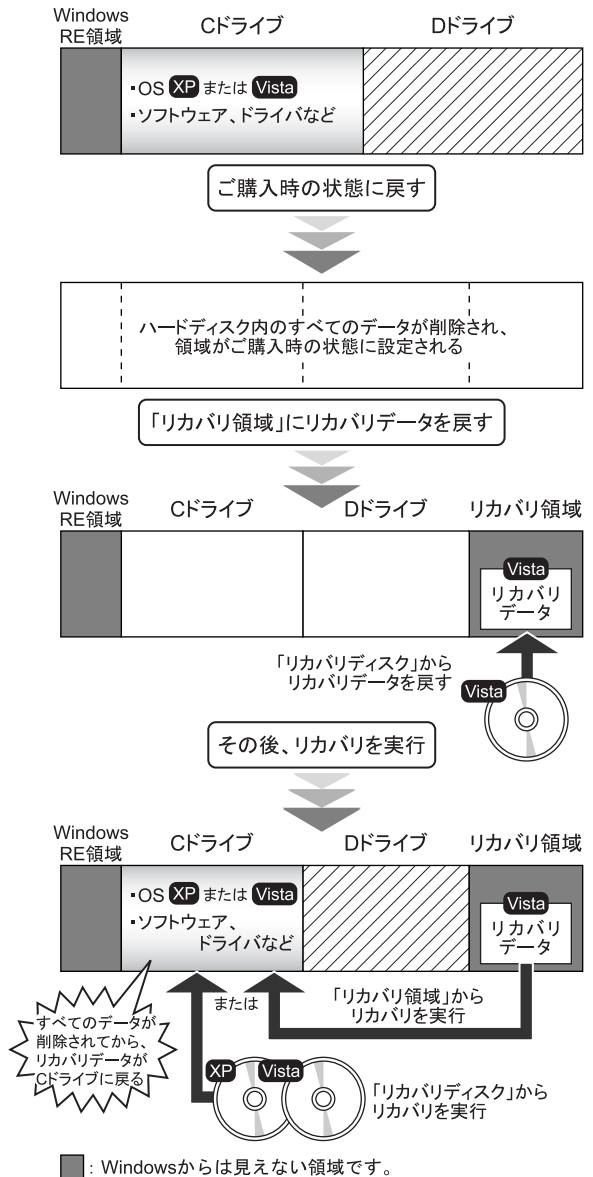 Windows
RE領域
Cドライブ
Dドライブ
・OS XP または Vista
・ソフトウェア、ドライバなど
ご購入時の状態に戻す
ハードディスク内のすべてのデータが削除され、
領域がご購入時の状態に設定される
「リカバリ領域」にリカバリデータを戻す
Windows
RE領域
Cドライブ
Dドライブ
リカバリ領域
Vista
リカバリ
データ
「リカバリディスク」から
リカバリデータを戻す
Vista
その後、リカバリを実行
Windows
RE領域
Cドライブ
Dドライブ
リカバリ領域
・OS XP または Vista
・ソフトウェア、
ドライバなど
Vista
リカバリ
データ
または
「リカバリ領域」から
リカバリを実行
すべてのデータが
削除されてから、
リカバリデータが
Cドライブに戻る
XP
Vista
「リカバリディスク」から
リカバリを実行
：Windowsからは見えない領域です。